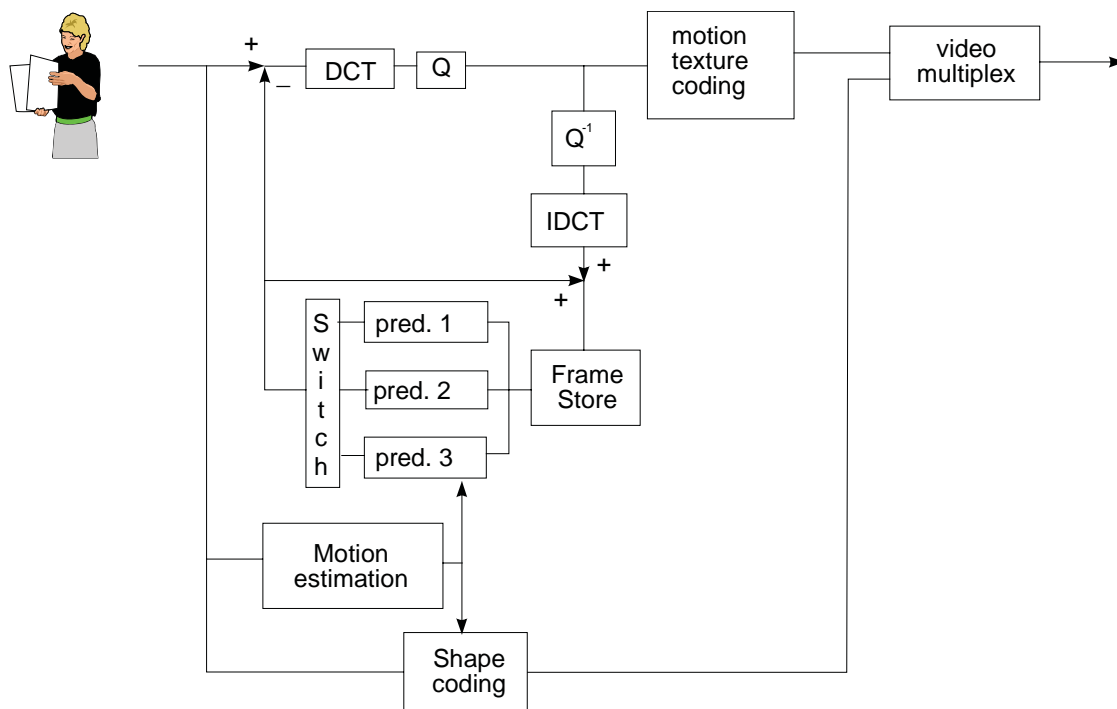 +
–
DCT
Q
motion
texture
coding
video
multiplex
Q-1
IDCT
+
+
S
w
i
t
c
h
pred. 1
pred. 2
pred. 3
Frame
Store
Motion
estimation
Shape
coding